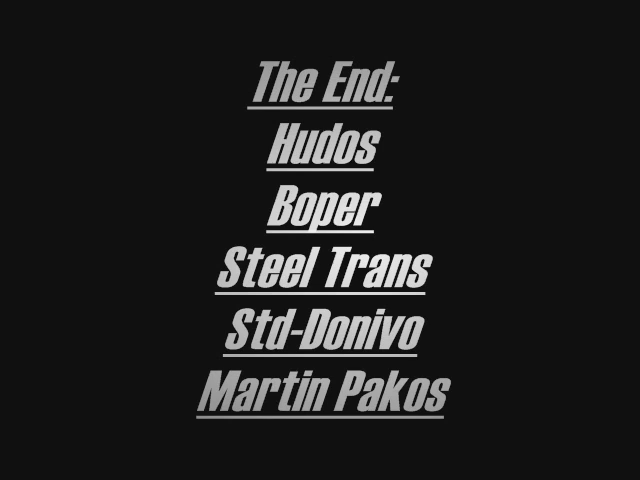 The End:
Hudos
Boper
Steel Trans
Std-Donivo
Martin Pakos